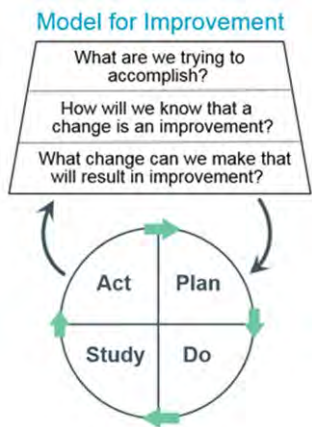 Model for Improvement
What are we trying to
accomplish?
How will we know that a
change is an improvement?
What change can we make that
will result in improvement?
Act
Plan
Study
Do